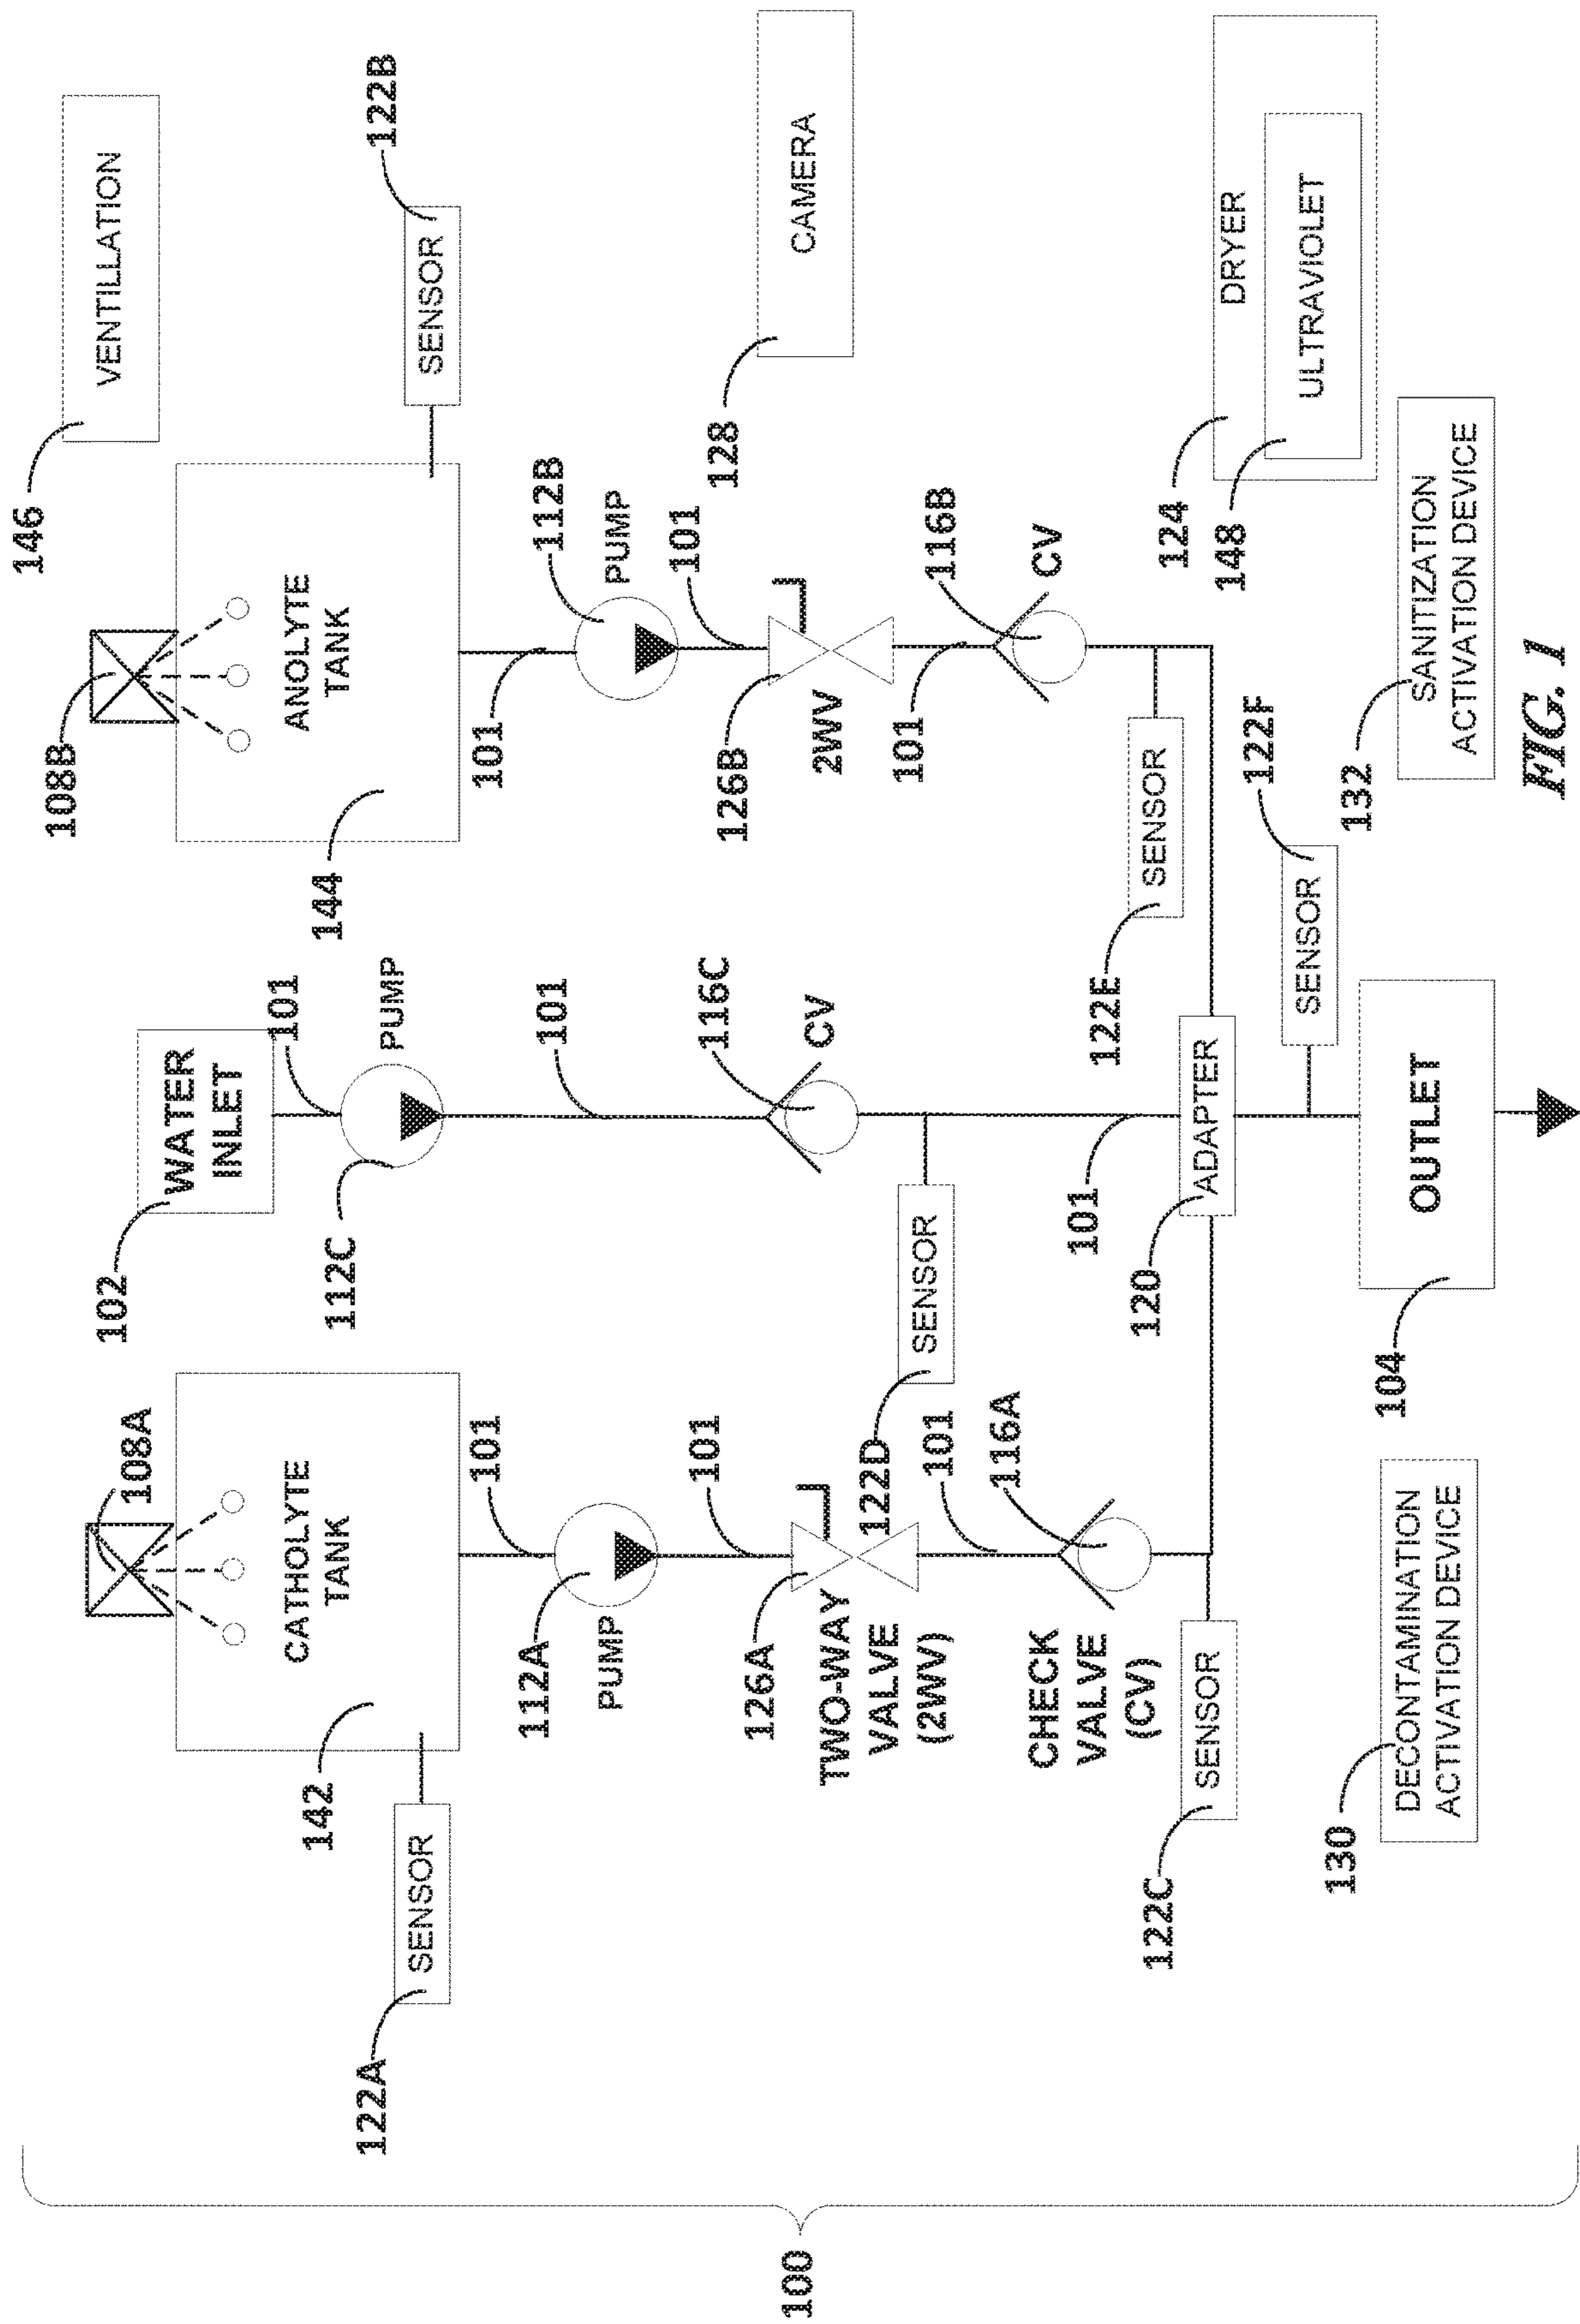 100
122A
SENSOR
142
CATHOLYTE
TANK
108A
101
112A
PUMP
101
126A
TWO-WAY
VALVE
(2WV)
122D
SENSOR
101
116A
CHECK
VALVE
(CV)
122C
SENSOR
130
DECONTAMINATION
ACTIVATION DEVICE
102
WATER
INLET
101
112C
PUMP
101
116C
CV
101
120
ADAPTER
104
OUTLET
108B
144
ANOLYTE
TANK
146
VENTILLATION
122B
SENSOR
101
112B
PUMP
101
126B
2WV
128
CAMERA
101
116B
CV
122E
SENSOR
122F
SENSOR
124
DRYER
148
ULTRAVIOLET
132
SANITIZATION
ACTIVATION DEVICE
FIG. 1